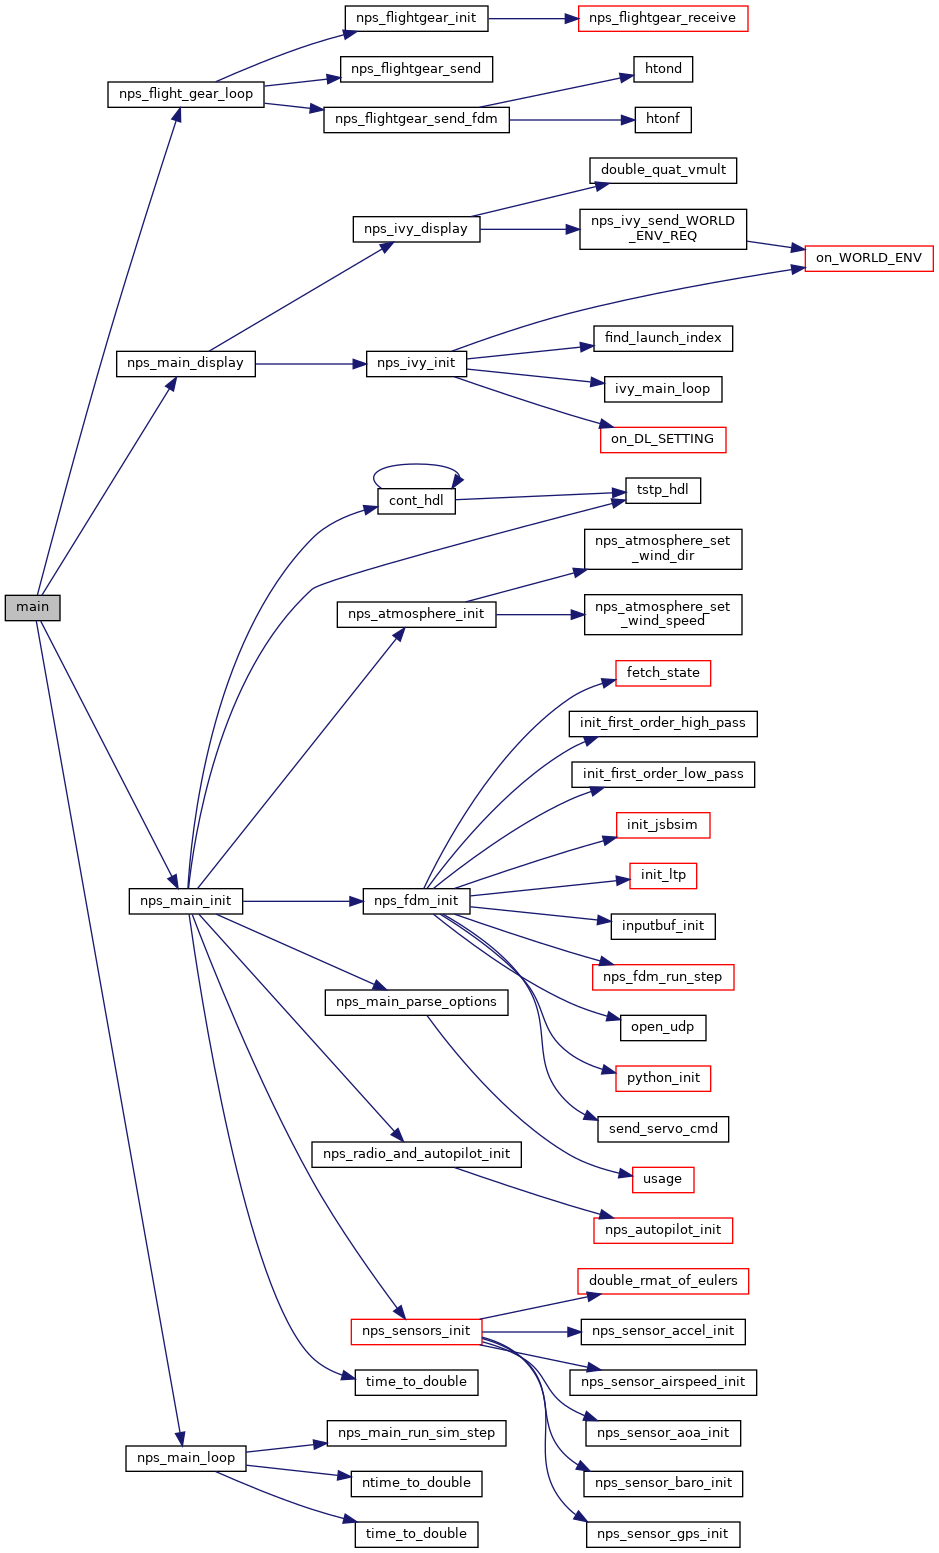 nps_flightgear_init
nps_flightgear_receive
nps_flightgear_send
htond
nps_flight_gear_loop
nps_flightgear_send_fdm
htonf
double_quat_vmult
nps_ivy_display
nps_ivy_send_WORLD
_ENV_REQ
on_WORLD_ENV
find_launch_index
nps_main_display
nps_ivy_init
ivy_main_loop
on_DL_SETTING
tstp_hdl
cont_hdl
nps_atmosphere_set
_wind_dir
main
nps_atmosphere_init
nps_atmosphere_set
_wind_speed
fetch_state
init_first_order_high_pass
init_first_order_low_pass
init_jsbsim
init_ltp
nps_main_init
nps_fdm_init
inputbuf_init
nps_fdm_run_step
nps_main_parse_options
open_udp
python_init
send_servo_cmd
nps_radio_and_autopilot_init
usage
nps_autopilot_init
double_rmat_of_eulers
nps_sensors_init
nps_sensor_accel_init
time_to_double
nps_sensor_airspeed_init
nps_main_run_sim_step
nps_sensor_aoa_init
nps_main_loop
ntime_to_double
nps_sensor_baro_init
time_to_double
nps_sensor_gps_init